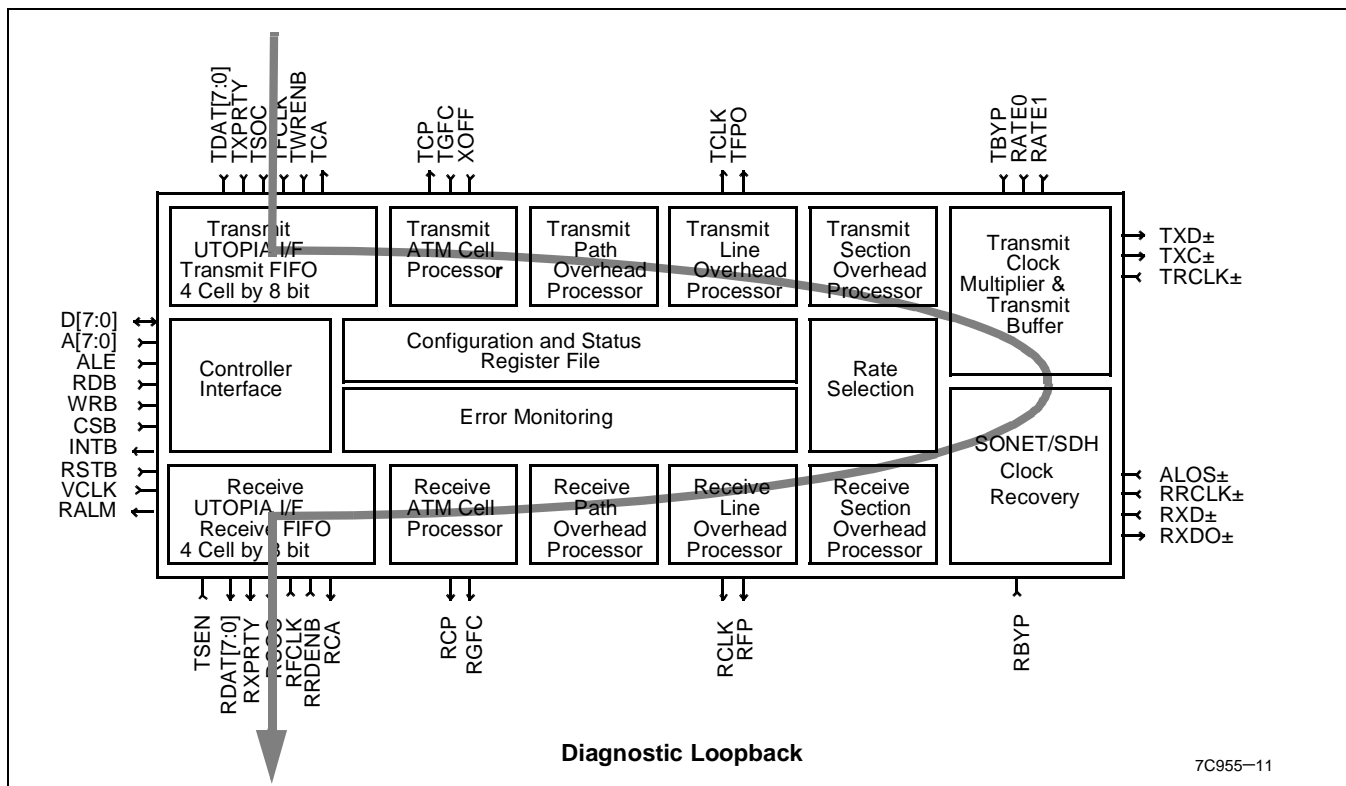 TDAT[7:0]
TXPRTY
TSOC
TFCLK
TWRENB
TCA
TCP
TGFC
XOFF
TCLK
TFPO
TBYP
RATE0
RATE1
Transmit
UTOPIA I/F
Transmit FIFO
4 Cell by 8 bit
Transmit
ATM Cell
Processor
Transmit
Path
Overhead
Processor
Transmit
Line
Overhead
Processor
Transmit
Section
Overhead
Processor
Transmit
Clock
Multiplier &
Transmit
Buffer
TXD±
TXC±
TRCLK±
D[7:0]
A[7:0]
ALE
RDB
WRB
CSB
INTB
RSTB
VCLK
RALM
Controller
Interface
Configuration and Status
Register File
Error Monitoring
Rate
Selection
SONET/SDH
Clock
Recovery
ALOS±
RRCLK±
RXD±
RXDO±
Receive
UTOPIA I/F
Receive FIFO
4 Cell by 8 bit
Receive
ATM Cell
Processor
Receive
Path
Overhead
Processor
Receive
Line
Overhead
Processor
Receive
Section
Overhead
Processor
TSEN
RDAT[7:0]
RXPRTY
RSOC
RFCLK
RRDENB
RCA
RCP
RGFC
RCLK
RFP
RBYP
Diagnostic Loopback
7C955–11